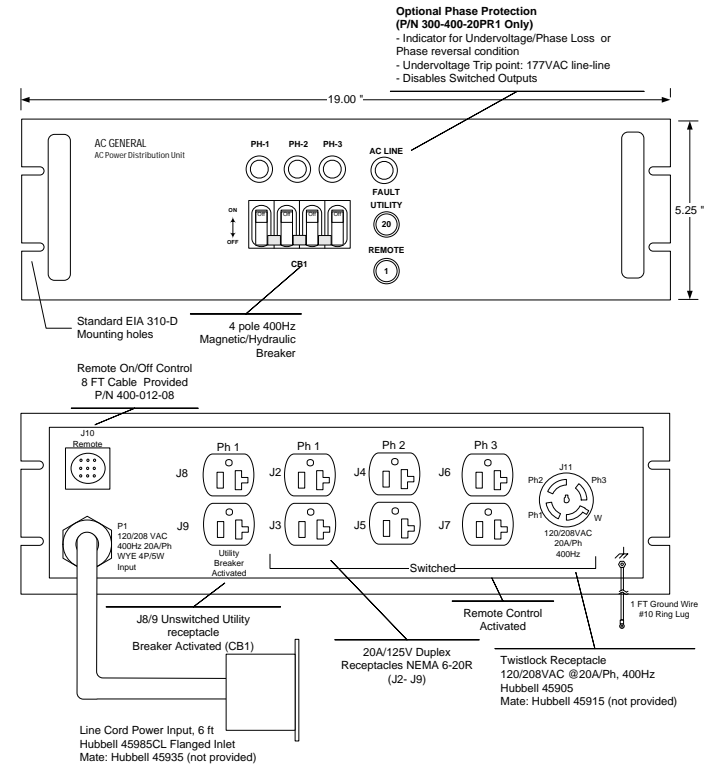 Optional Phase Protection
(P/N 300-400-20PR1 Only)
- Indicator for Undervoltage/Phase Loss or
Phase reversal condition
- Undervoltage Trip point: 177VAC line-line
- Disables Switched Outputs
19.00 "
AC GENERAL
AC Power Distribution Unit
PH-1 PH-2 PH-3
AC LINE
FAULT
UTILITY
20
REMOTE
1
ON
OFF
Off Off Off Off
CB1
5.25 "
Standard EIA 310-D
Mounting holes
4 pole 400Hz
Magnetic/Hydraulic
Breaker
Remote On/Off Control
8 FT Cable Provided
P/N 400-012-08
J10
Remote
Ph 1 Ph 1 Ph 2 Ph 3
J8 J2 J4 J6
J9 J3 J5 J7
J11
Ph2 Ph3
Ph1 W
120/208VAC
20A/Ph
400Hz
P1
120/208 VAC
400Hz 20A/Ph
WYE 4P/5W
Input
Utility
Breaker
Activated
Switched
1 FT Ground Wire
#10 Ring Lug
J8/9 Unswitched Utility
receptacle
Breaker Activated (CB1)
Remote Control
Activated
20A/125V Duplex
Receptacles NEMA 6-20R
(J2- J9)
Twistlock Receptacle
120/208VAC @20A/Ph, 400Hz
Hubbell 45905
Mate: Hubbell 45915 (not provided)
Line Cord Power Input, 6 ft
Hubbell 45985CL Flanged Inlet
Mate: Hubbell 45935 (not provided)